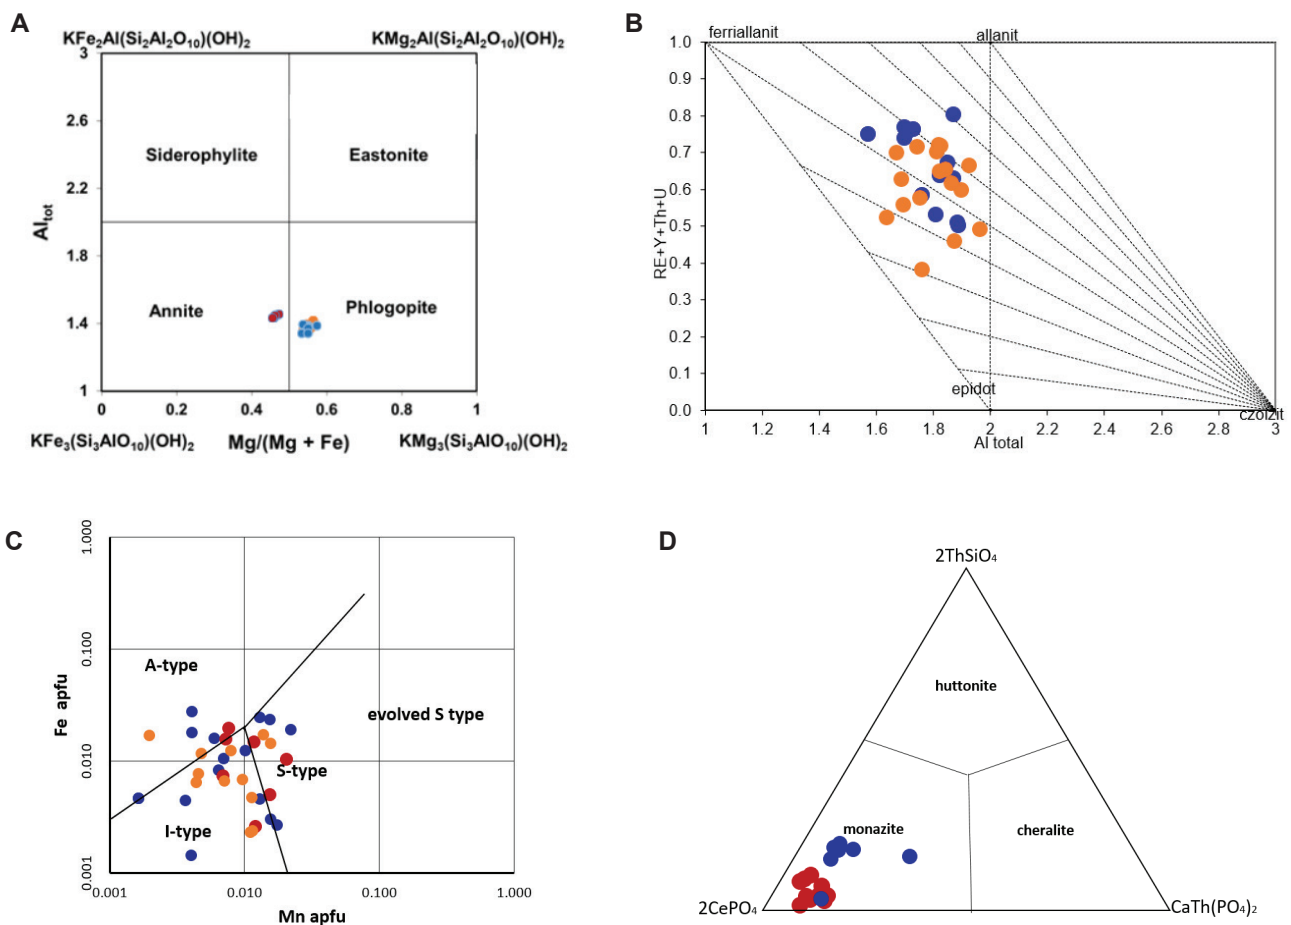 A
KFe₂Al(Si₂Al₂O₁₀)(OH)₂
KMg₂Al(Si₂Al₂O₁₀)(OH)₂
3
2.6
2.2
1.8
1.4
1
Al_tot
Siderophylite
Eastonite
Annite
Phlogopite
0
0.2
0.4
0.6
0.8
1
KFe₃(Si₃AlO₁₀)(OH)₂
Mg/(Mg + Fe)
KMg₃(Si₃AlO₁₀)(OH)₂
B
ferriallanit
allanit
1.0
0.9
0.8
0.7
0.6
0.5
0.4
0.3
0.2
0.1
0.0
RE+Y+Th+U
epidot
czoizit
1
1.2
1.4
1.6
1.8
2
2.2
2.4
2.6
2.8
3
Al total
C
1.000
0.100
0.010
0.001
Fe apfu
A-type
evolved S type
S-type
I-type
0.001
0.010
0.100
1.000
Mn apfu
D
2ThSiO₄
huttonite
monazite
cheralite
2CePO₄
CaTh(PO₄)₂